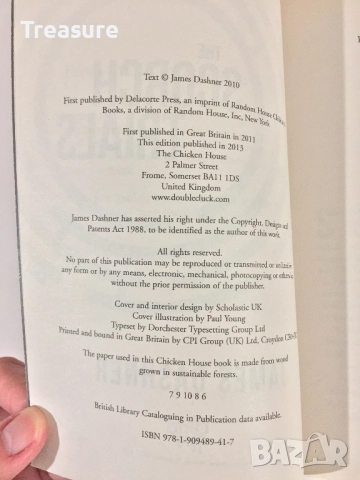 Reforma Sklad
Text © James Dashner 2010
First published by Delacorte Press, an imprint of Random House
Books, a division of Random House, Inc, New York.
First published in Great Britain in 2011
This edition published in 2013
The Chicken House
2 Palmer Street
Frome, Somerset BA11 1DS
United Kingdom
www.doublecluck.com
James Dashner has asserted his right under the Copyright, Designs and
Patents Act 1988, to be identified as the author of this work.
All rights reserved.
No part of this publication may be reproduced or transmitted or utilized in
any form or by any means, electronic, mechanical, photocopying or otherwise,
without the prior permission of the publisher.
Cover and interior design by Scholastic UK
Cover illustration by Paul Young
Typeset by Dorchester Typesetting Group Ltd
Printed and bound in Great Britain by CPI Group (UK) Ltd, Croydon
The paper used in this Chicken House book is made from wood
grown in sustainable forests.
7 9 10 8 6
British Library Cataloguing in Publication data available.
ISBN 978-1-909489-41-7
BAZAR
bg